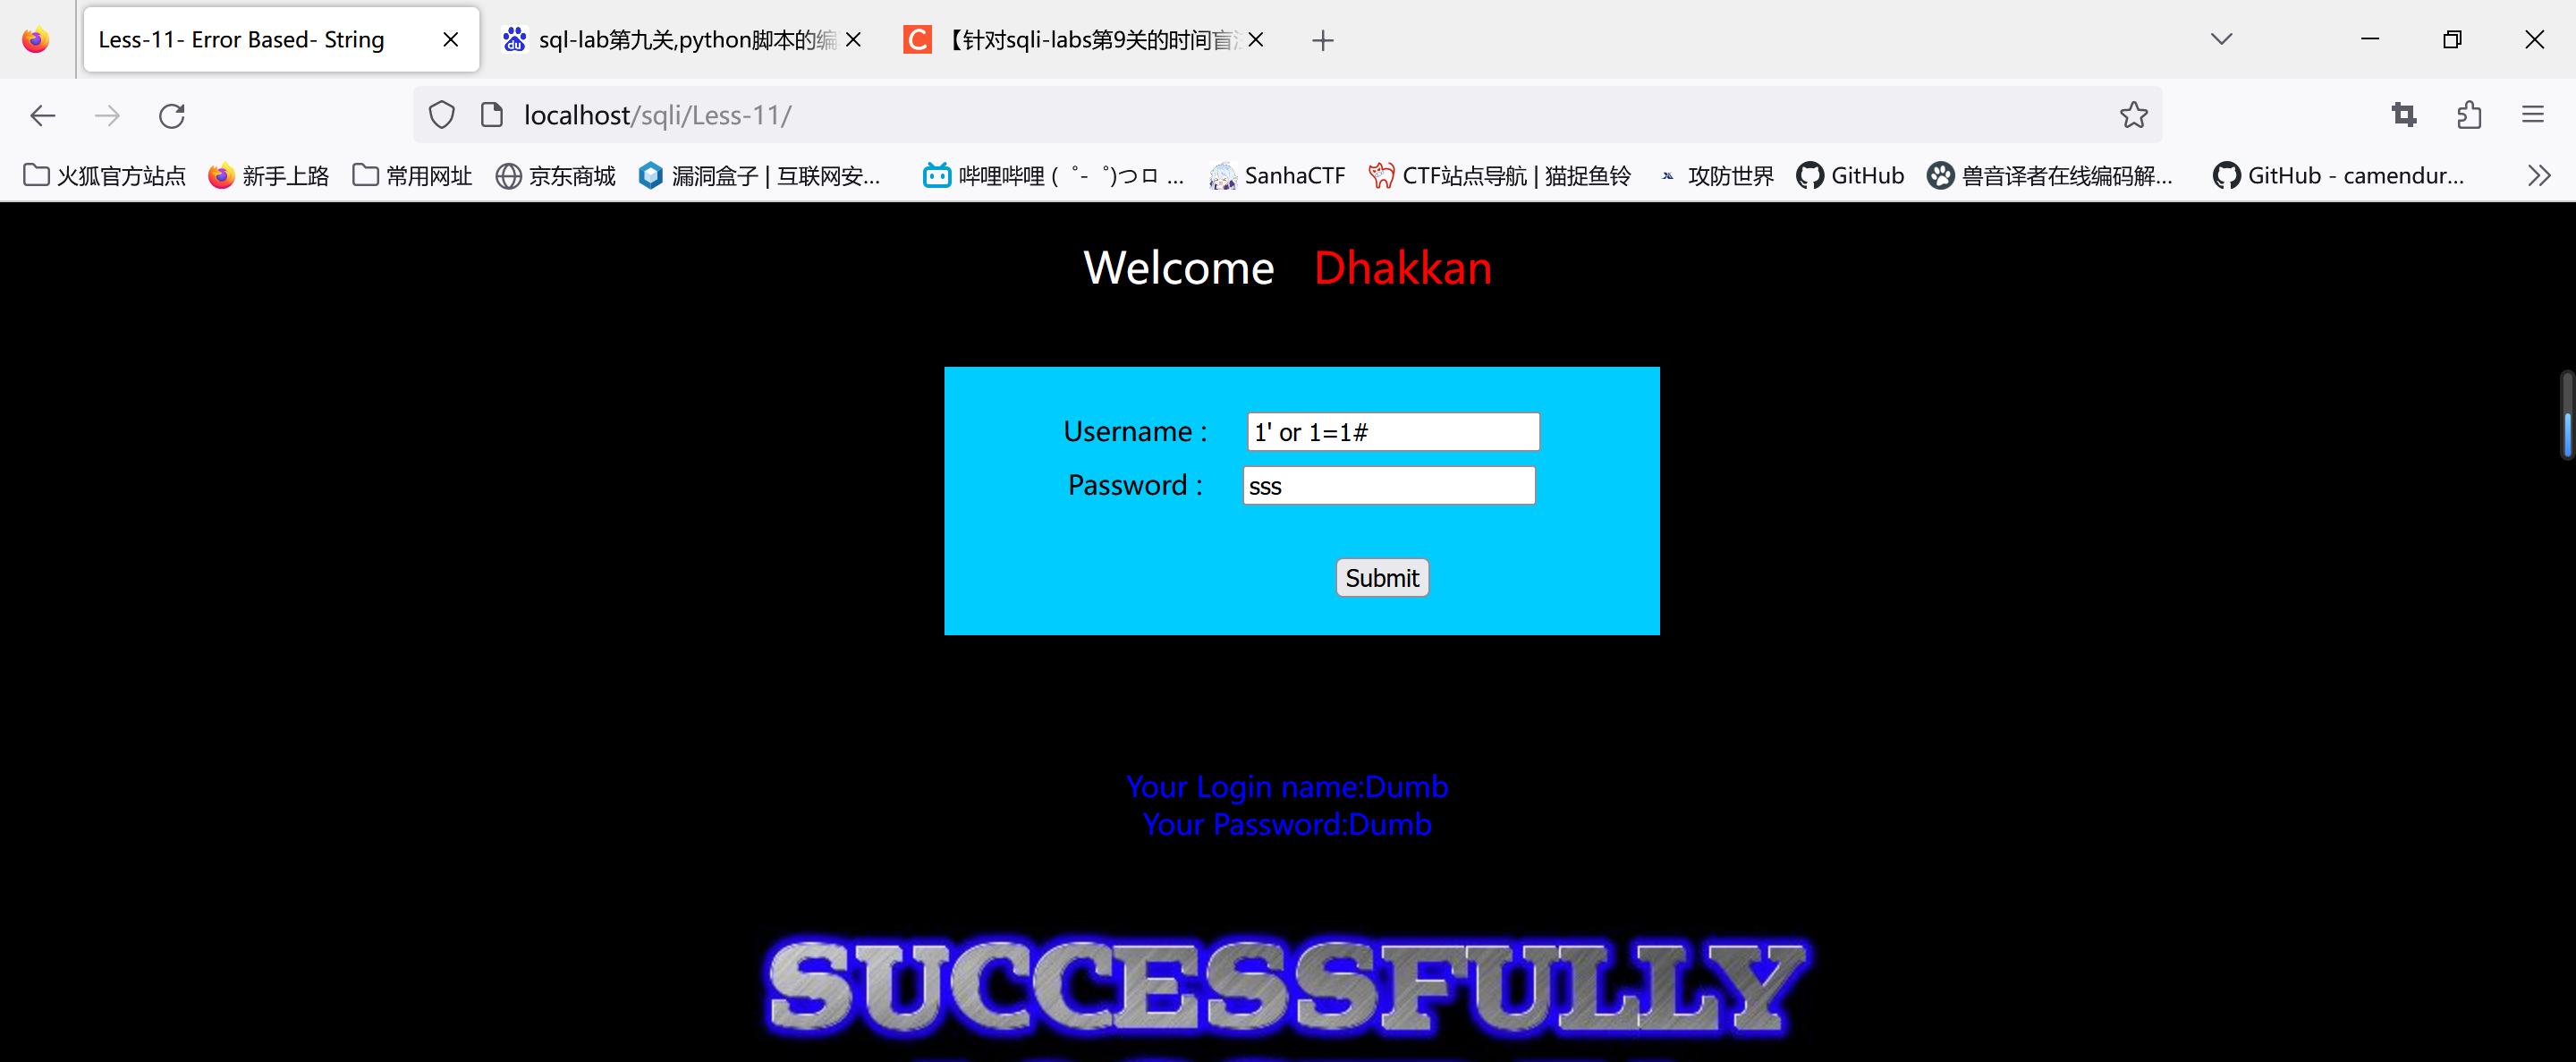 Less-11- Error Based- String
sql-lab第九关,python脚本的编
【针对sqli-labs第9关的时间盲注
localhost/sqli/Less-11/
火狐官方站点 新手上路 常用网址 京东商城 漏洞盒子 | 互联网安... 哔哩哔哩 ( ゜- ゜)つロ ... SanhaCTF CTF站点导航 | 猫捉鱼铃 攻防世界 GitHub 兽音译者在线编码解... GitHub - camendur...
Welcome Dhakkan
Username : 1' or 1=1#
Password : sss
Submit
Your Login name:Dumb
Your Password:Dumb
SUCCESSFULLY